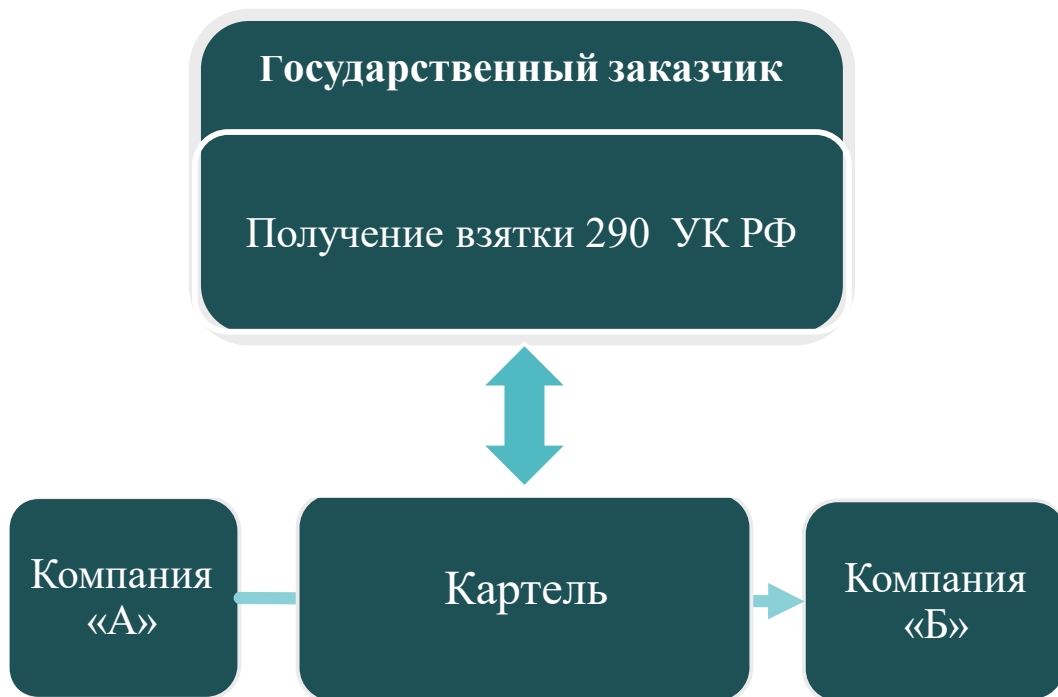 Государственный заказчик
Получение взятки 290 УК РФ
Компания
«А»
Картель
Компания
«Б»